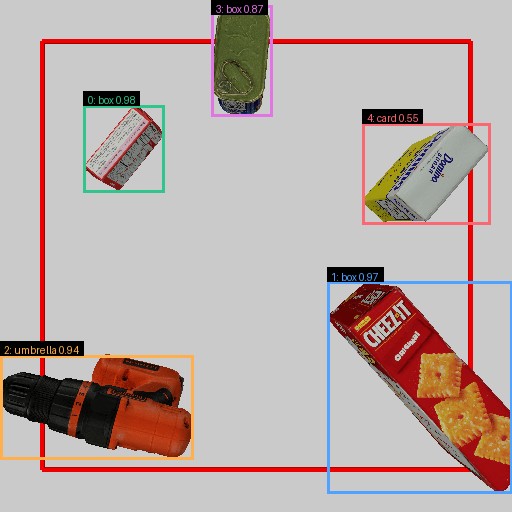 3: box 0.87
0: box 0.98
4: card 0.55
Domino
SUGAR
1: box 0.97
CHEEZ-IT
ORIGINAL
2: umbrella 0.94